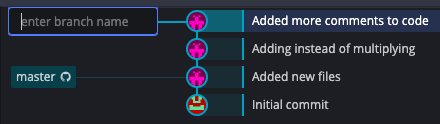 enter branch name
Added more comments to code
Adding instead of multiplying
master
Added new files
Initial commit